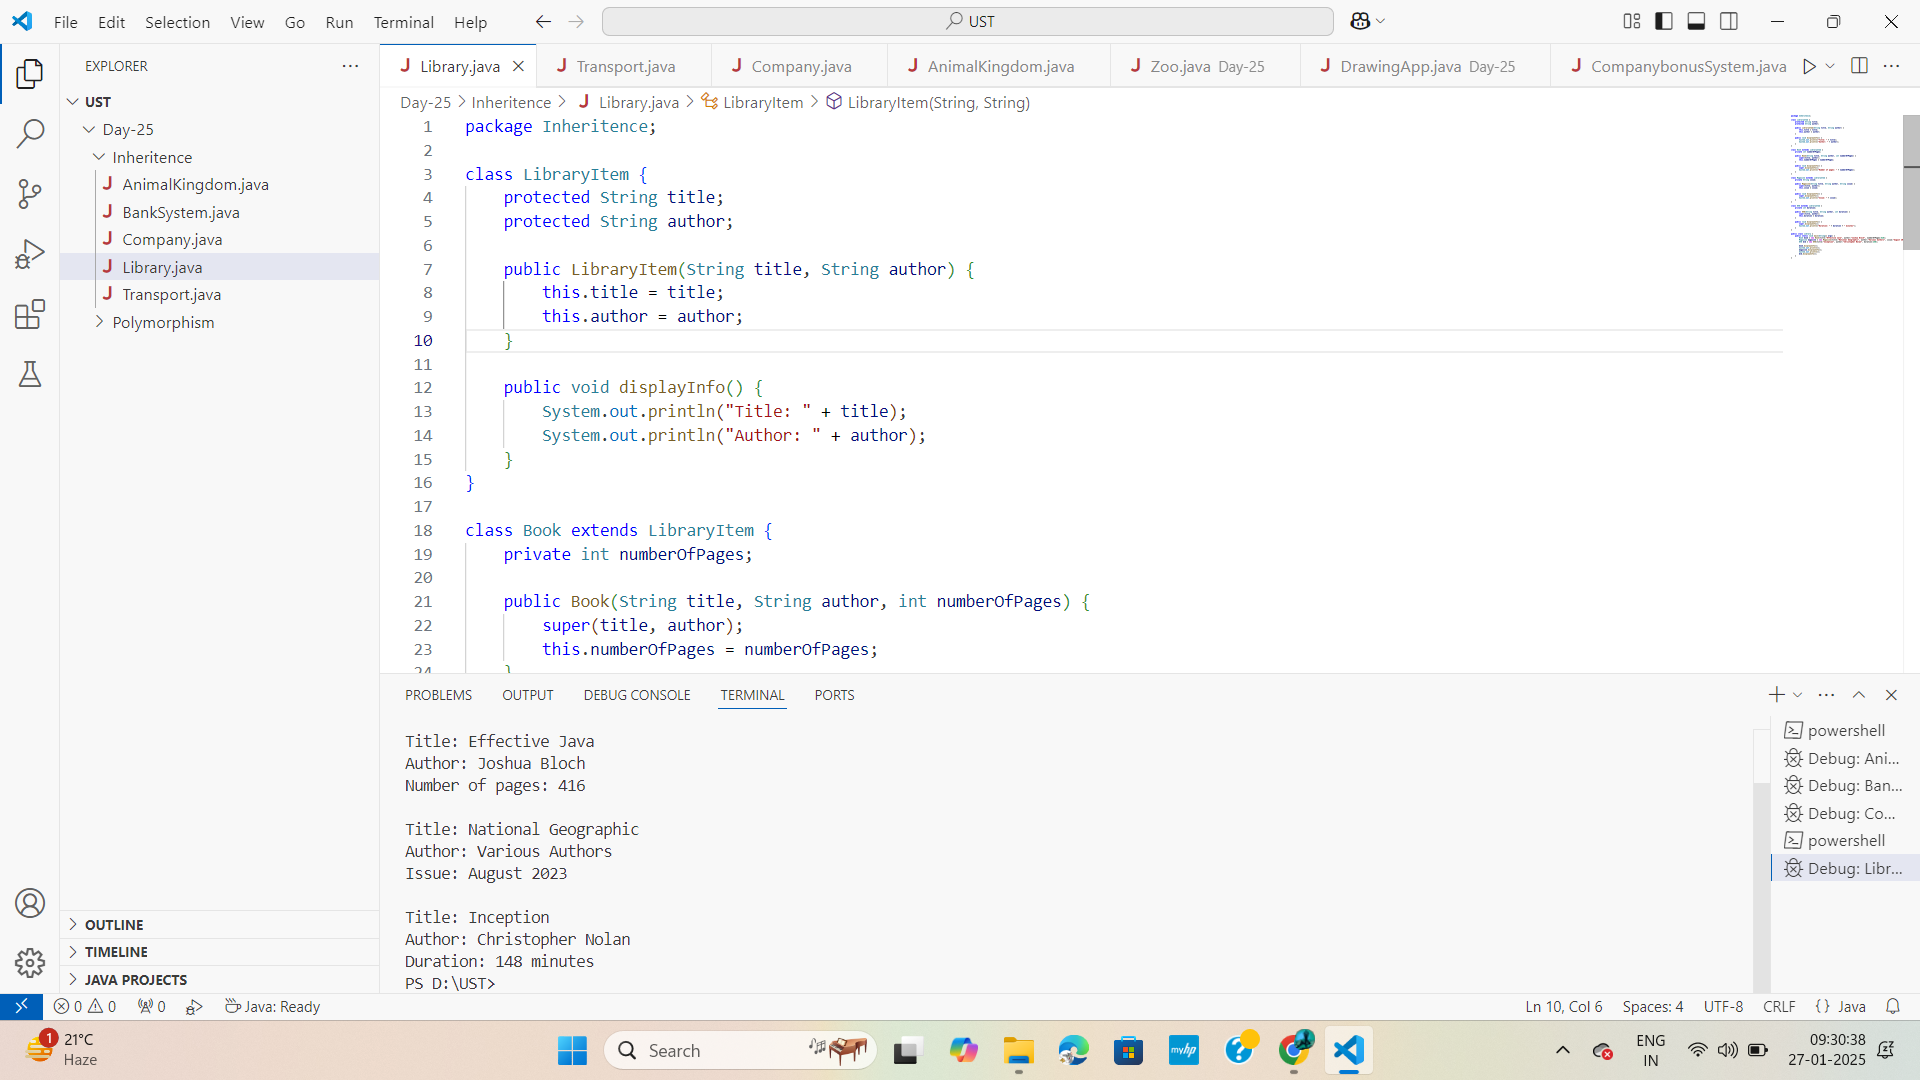 File Edit Selection View Go Run Terminal Help
UST
EXPLORER
UST
Day-25
Inheritence
AnimalKingdom.java
BankSystem.java
Company.java
Library.java
Transport.java
Polymorphism
OUTLINE
TIMELINE
JAVA PROJECTS
Library.java Transport.java Company.java AnimalKingdom.java Zoo.java Day-25 DrawingApp.java Day-25 CompanybonusSystem.java
Day-25 > Inheritence > Library.java > LibraryItem > LibraryItem(String, String)
1 package Inheritence;
2
3 class LibraryItem {
4 protected String title;
5 protected String author;
6
7 public LibraryItem(String title, String author) {
8 this.title = title;
9 this.author = author;
10 }
11
12 public void displayInfo() {
13 System.out.println("Title: " + title);
14 System.out.println("Author: " + author);
15 }
16 }
17
18 class Book extends LibraryItem {
19 private int numberOfPages;
20
21 public Book(String title, String author, int numberOfPages) {
22 super(title, author);
23 this.numberOfPages = numberOfPages;
24 }
PROBLEMS OUTPUT DEBUG CONSOLE TERMINAL PORTS
Title: Effective Java
Author: Joshua Bloch
Number of pages: 416
Title: National Geographic
Author: Various Authors
Issue: August 2023
Title: Inception
Author: Christopher Nolan
Duration: 148 minutes
PS D:\UST>
powershell
Debug: Ani...
Debug: Ban...
Debug: Co...
powershell
Debug: Libr...
0 0 0 Java: Ready Ln 10, Col 6 Spaces: 4 UTF-8 CRLF {} Java
1
21°C
Haze
Search
myhp
ENG
IN
09:30:38
27-01-2025